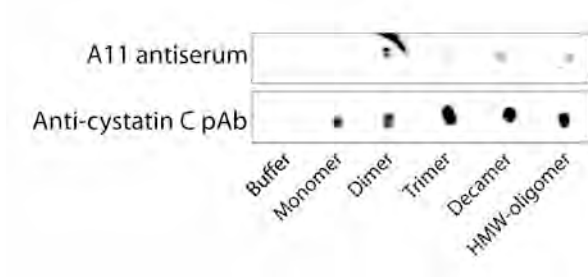 A11 antiserum
Anti-cystatin C pAb
Buffer
Monomer
Dimer
Trimer
Decamer
HMW-oligomer